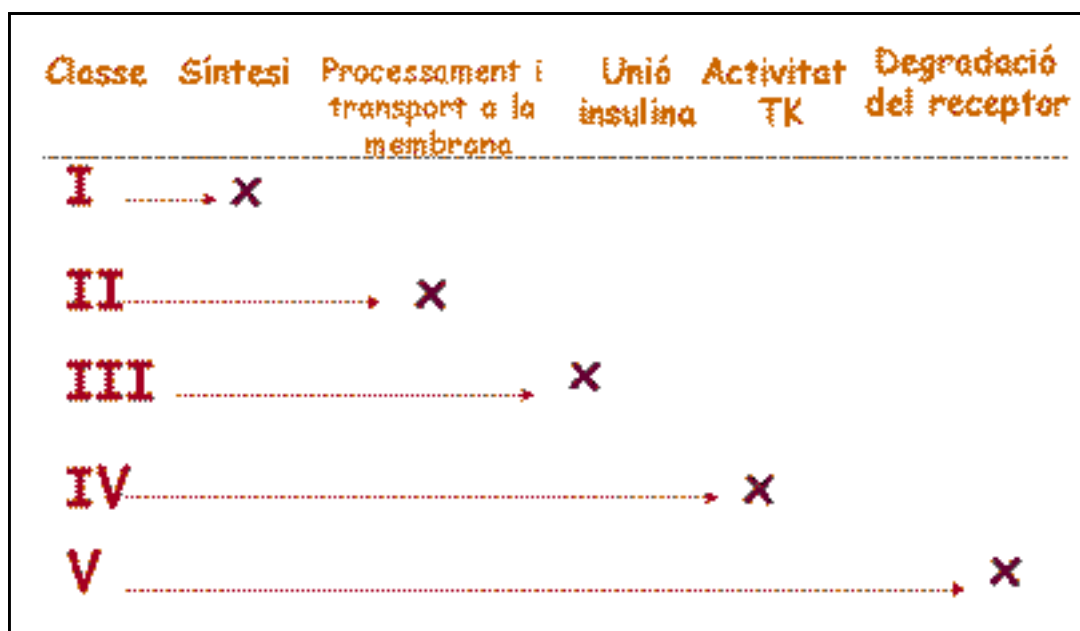 Classe Síntesi Processament i transport a la membrana Unió insulina Activitat TK Degradació del receptor
I X
II X
III X
IV X
V X